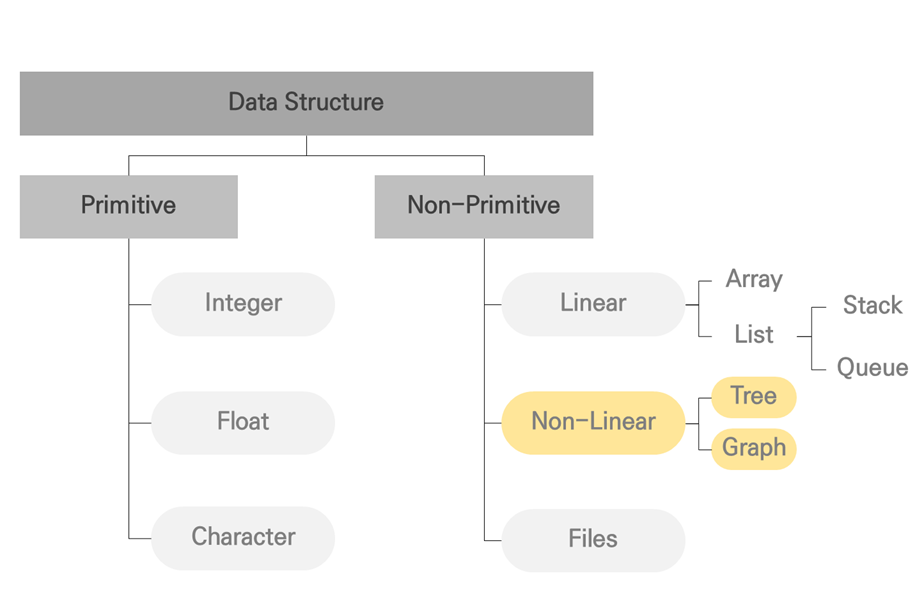 Data Structure
Primitive
Non-Primitive
Integer
Linear
Array
List
Stack
Queue
Float
Non-Linear
Tree
Graph
Character
Files